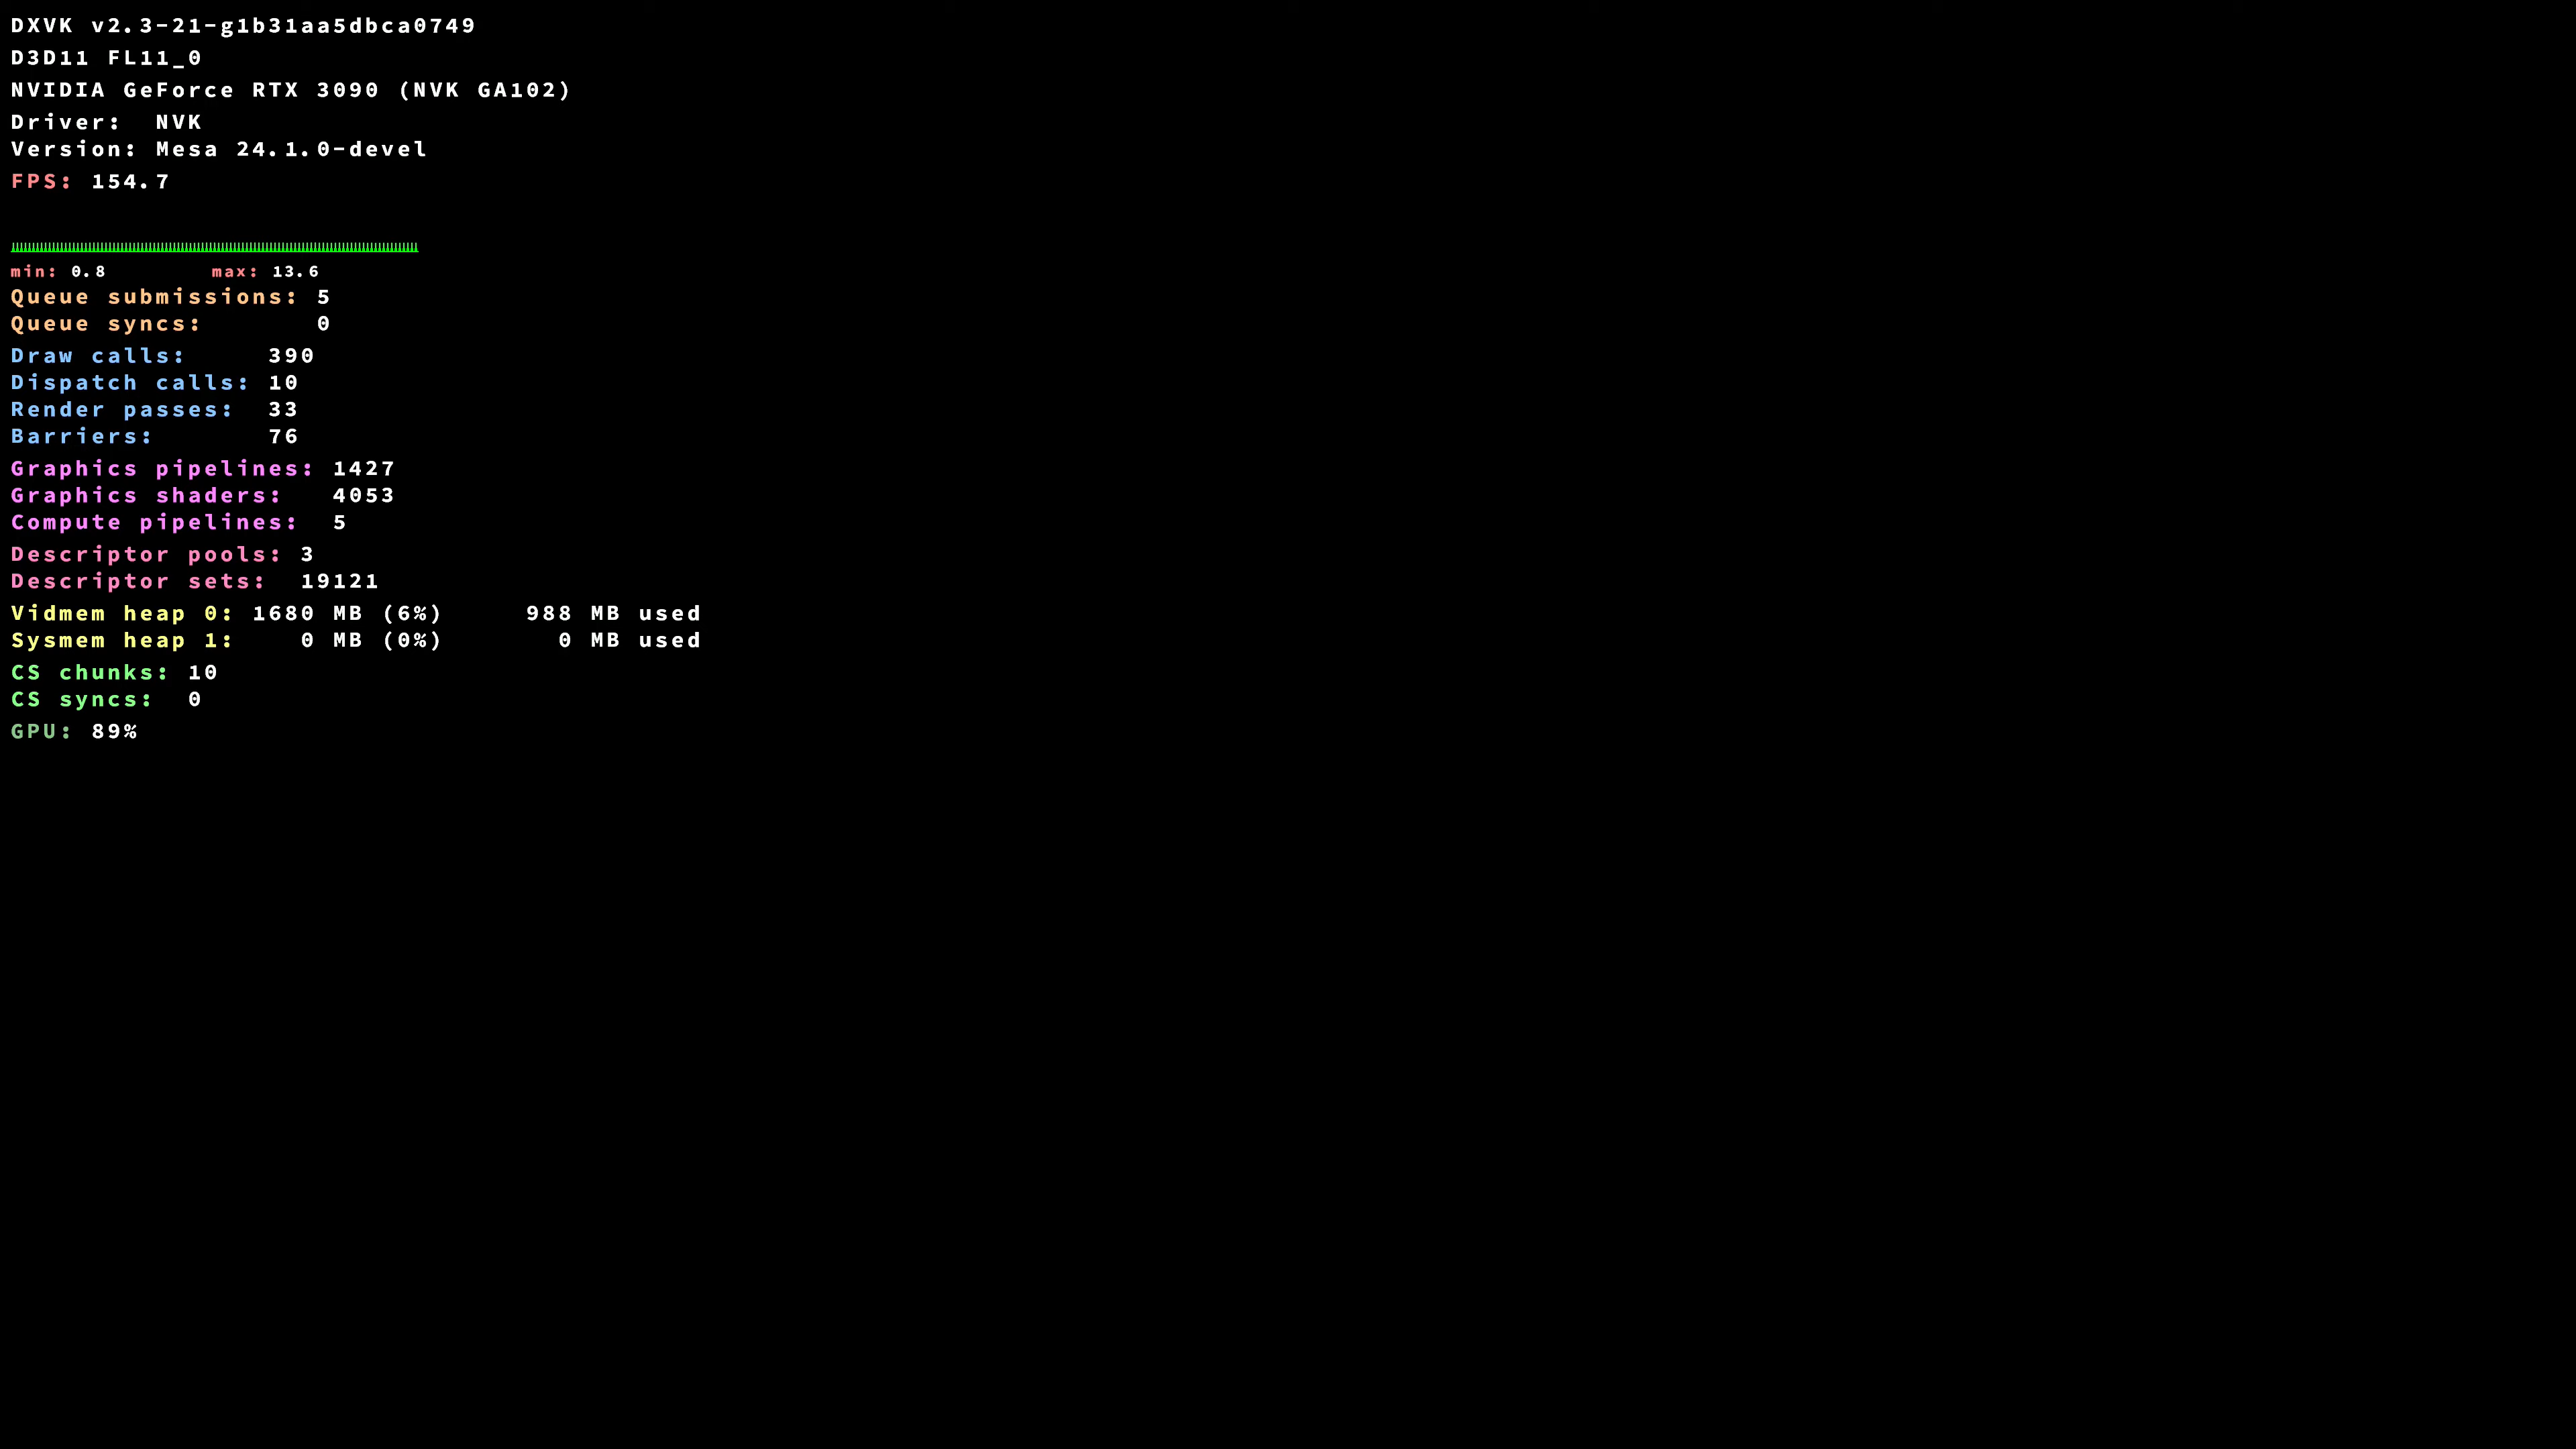 DXVK v2.3-21-g1b31aa5dbca0749
D3D11 FL11_0
NVIDIA GeForce RTX 3090 (NVK GA102)
Driver:  NVK
Version: Mesa 24.1.0-devel
FPS: 154.7
min: 0.8 max: 13.6
Queue submissions: 5
Queue syncs: 0
Draw calls: 390
Dispatch calls: 10
Render passes: 33
Barriers: 76
Graphics pipelines: 1427
Graphics shaders: 4053
Compute pipelines: 5
Descriptor pools: 3
Descriptor sets: 19121
Vidmem heap 0: 1680 MB (6%) 988 MB used
Sysmem heap 1: 0 MB (0%) 0 MB used
CS chunks: 10
CS syncs: 0
GPU: 89%